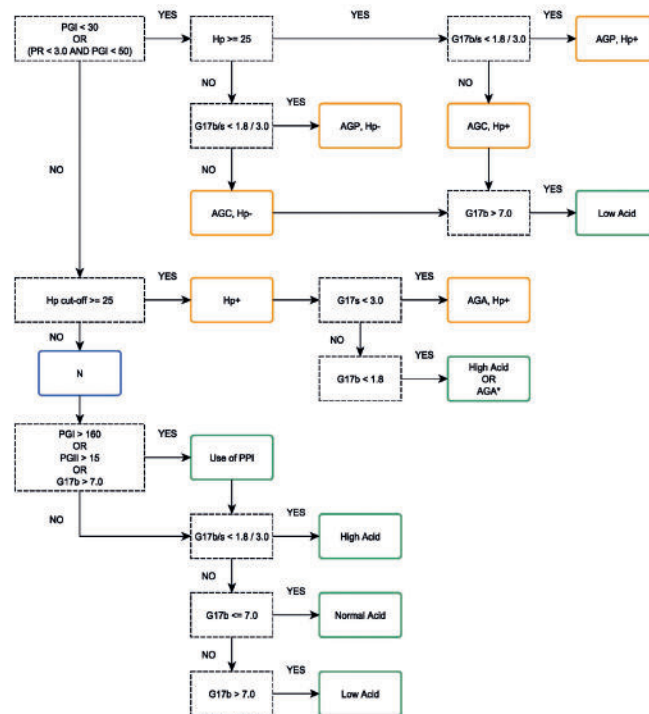 PGI < 30
OR
(PR < 3.0 AND PGI < 50)
YES
Hp >= 25
YES
G17b/s < 1.8 / 3.0
YES
AGP, Hp+
NO
NO
G17b/s < 1.8 / 3.0
YES
AGP, Hp-
AGC, Hp+
NO
NO
AGC, Hp-
G17b > 7.0
YES
Low Acid
Hp cut-off >= 25
YES
Hp+
G17s < 3.0
YES
AGA, Hp+
NO
NO
N
G17b < 1.8
YES
High Acid
OR
AGA*
PGI > 160
OR
PGII > 15
OR
G17b > 7.0
YES
Use of PPI
NO
G17b/s < 1.8 / 3.0
YES
High Acid
NO
G17b <= 7.0
YES
Normal Acid
NO
G17b > 7.0
YES
Low Acid